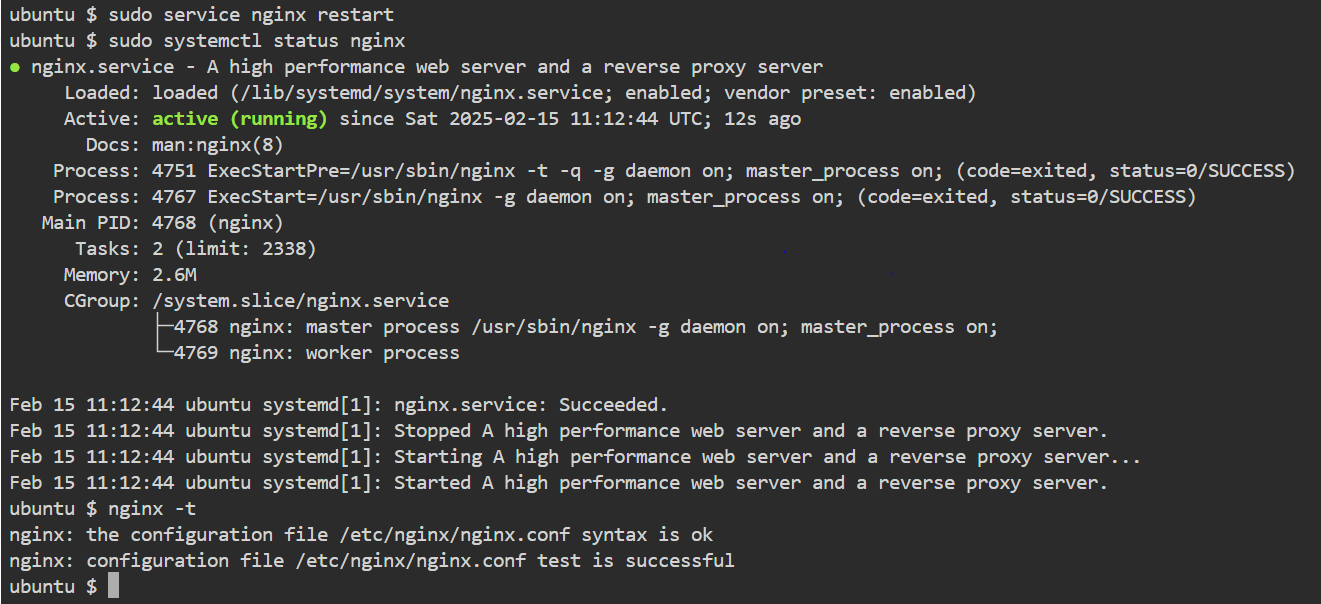 ubuntu $ sudo service nginx restart
ubuntu $ sudo systemctl status nginx
● nginx.service - A high performance web server and a reverse proxy server
     Loaded: loaded (/lib/systemd/system/nginx.service; enabled; vendor preset: enabled)
     Active: active (running) since Sat 2025-02-15 11:12:44 UTC; 12s ago
       Docs: man:nginx(8)
    Process: 4751 ExecStartPre=/usr/sbin/nginx -t -q -g daemon on; master_process on; (code=exited, status=0/SUCCESS)
    Process: 4767 ExecStart=/usr/sbin/nginx -g daemon on; master_process on; (code=exited, status=0/SUCCESS)
   Main PID: 4768 (nginx)
      Tasks: 2 (limit: 2338)
     Memory: 2.6M
     CGroup: /system.slice/nginx.service
             ├─4768 nginx: master process /usr/sbin/nginx -g daemon on; master_process on;
             └─4769 nginx: worker process

Feb 15 11:12:44 ubuntu systemd[1]: nginx.service: Succeeded.
Feb 15 11:12:44 ubuntu systemd[1]: Stopped A high performance web server and a reverse proxy server.
Feb 15 11:12:44 ubuntu systemd[1]: Starting A high performance web server and a reverse proxy server...
Feb 15 11:12:44 ubuntu systemd[1]: Started A high performance web server and a reverse proxy server.
ubuntu $ nginx -t
nginx: the configuration file /etc/nginx/nginx.conf syntax is ok
nginx: configuration file /etc/nginx/nginx.conf test is successful
ubuntu $